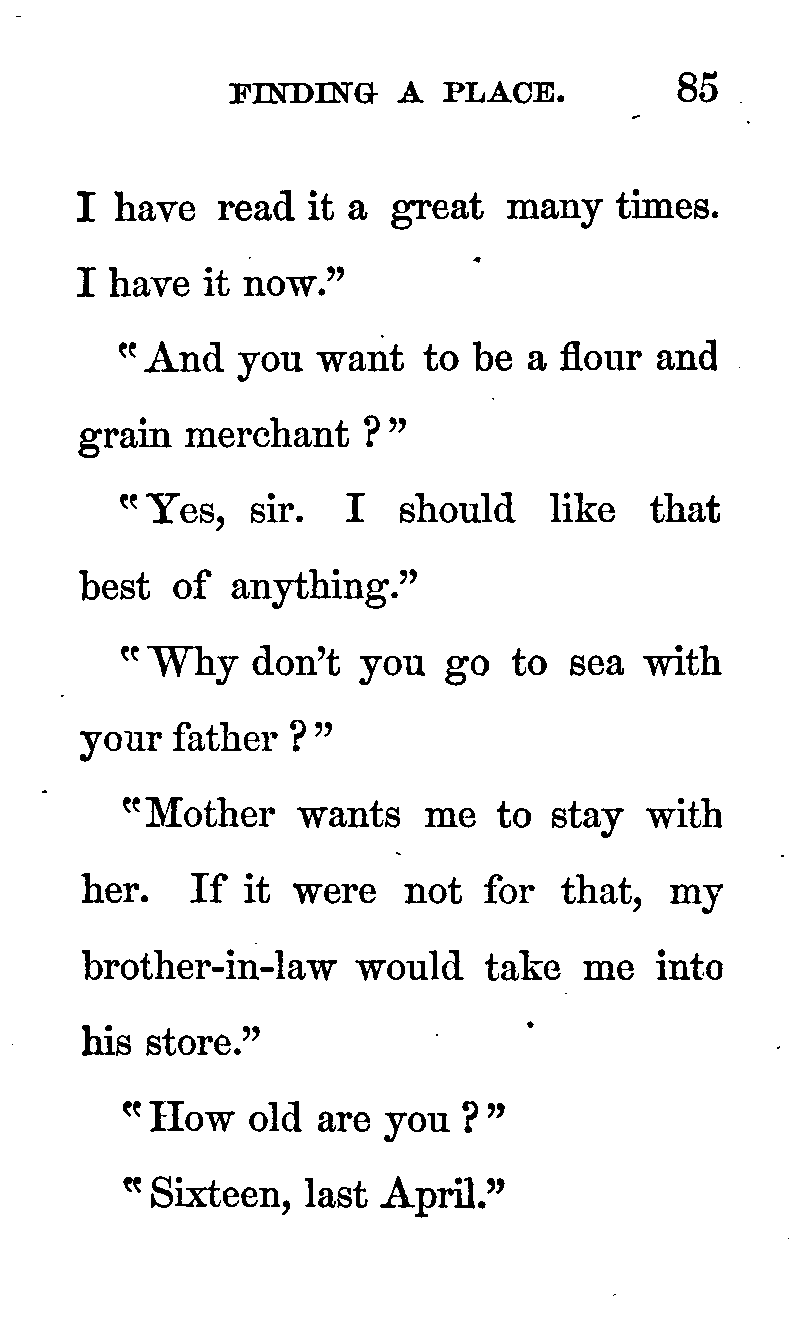 FINDING A PLACE. 85
I have read it a great many times.
I have it now.”
“And you want to be a flour and
grain merchant ?”
“Yes, sir. I should like that
best of anything.”
“Why don’t you go to sea with
your father ?”
“Mother wants me to stay with
her. If it were not for that, my
brother-in-law would take me into
his store.”
“How old are you ?”
“Sixteen, last April.”